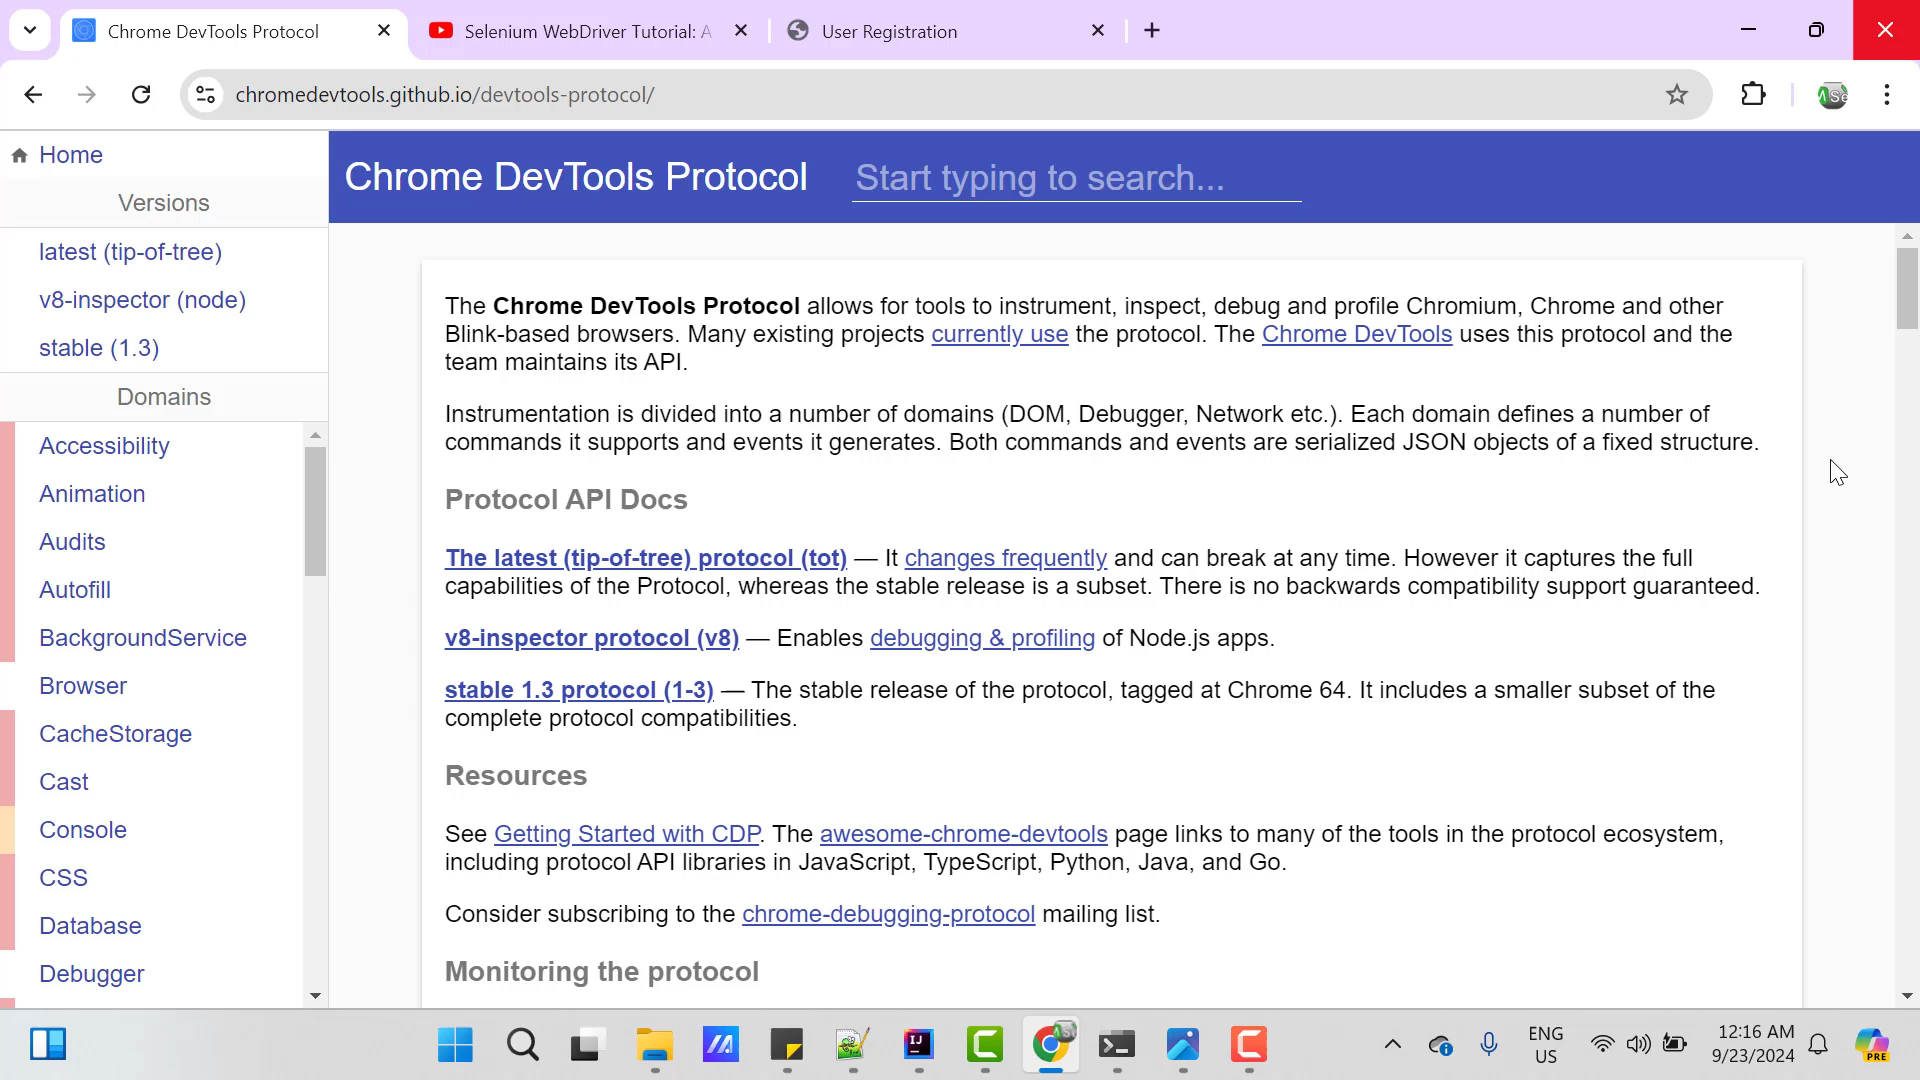 Chrome DevTools Protocol
Selenium WebDriver Tutorial: A
User Registration
chromedevtools.github.io/devtools-protocol/
Home
Versions
latest (tip-of-tree)
v8-inspector (node)
stable (1.3)
Domains
Accessibility
Animation
Audits
Autofill
BackgroundService
Browser
CacheStorage
Cast
Console
CSS
Database
Debugger
Chrome DevTools Protocol
Start typing to search...
The Chrome DevTools Protocol allows for tools to instrument, inspect, debug and profile Chromium, Chrome and other
Blink-based browsers. Many existing projects currently use the protocol. The Chrome DevTools uses this protocol and the
team maintains its API.
Instrumentation is divided into a number of domains (DOM, Debugger, Network etc.). Each domain defines a number of
commands it supports and events it generates. Both commands and events are serialized JSON objects of a fixed structure.
Protocol API Docs
The latest (tip-of-tree) protocol (tot) — It changes frequently and can break at any time. However it captures the full
capabilities of the Protocol, whereas the stable release is a subset. There is no backwards compatibility support guaranteed.
v8-inspector protocol (v8) — Enables debugging & profiling of Node.js apps.
stable 1.3 protocol (1-3) — The stable release of the protocol, tagged at Chrome 64. It includes a smaller subset of the
complete protocol compatibilities.
Resources
See Getting Started with CDP. The awesome-chrome-devtools page links to many of the tools in the protocol ecosystem,
including protocol API libraries in JavaScript, TypeScript, Python, Java, and Go.
Consider subscribing to the chrome-debugging-protocol mailing list.
Monitoring the protocol
IJ
ENG
US
12:16 AM
9/23/2024
PRE